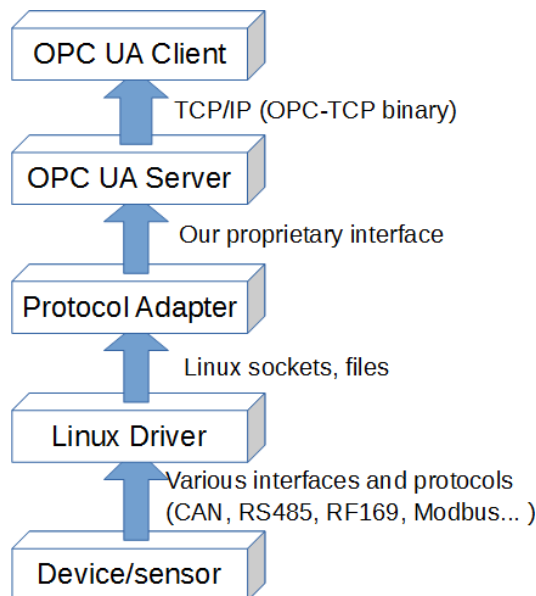 OPC UA Client
TCP/IP (OPC-TCP binary)
OPC UA Server
Our proprietary interface
Protocol Adapter
Linux sockets, files
Linux Driver
Various interfaces and protocols
(CAN, RS485, RF169, Modbus... )
Device/sensor